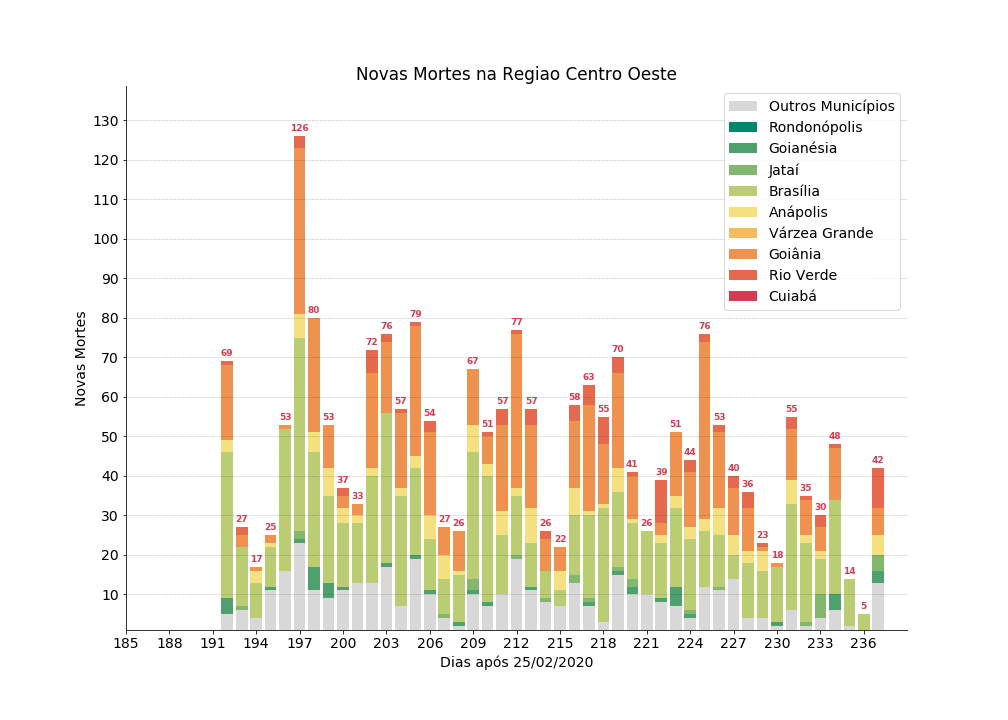 Novas Mortes na Regiao Centro Oeste
Outros Municípios
Rondonópolis
Goianésia
Jataí
Brasília
Anápolis
Várzea Grande
Goiânia
Rio Verde
Cuiabá
Novas Mortes
130
120
110
100
90
80
70
60
50
40
30
20
10
69 27 17 25 53 126 80 53 37 33 72 76 57 79 54 27 26 67 51 57 77 57 26 22 58 63 55 70 41 26 39 51 44 76 53 40 36 23 18 55 35 30 48 14 5 42
185 188 191 194 197 200 203 206 209 212 215 218 221 224 227 230 233 236
Dias após 25/02/2020